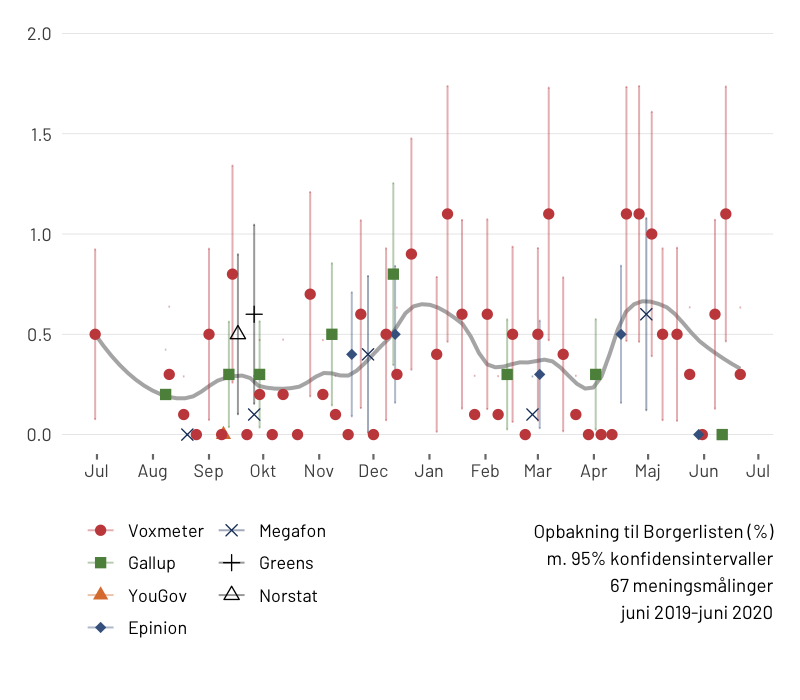 2.0
1.5
1.0
0.5
0.0
Jul Aug Sep Okt Nov Dec Jan Feb Mar Apr Maj Jun Jul
Voxmeter Megafon
Gallup Greens
YouGov Norstat
Epinion
Opbakning til Borgerlisten (%)
m. 95% konfidensintervaller
67 meningsmålinger
juni 2019-juni 2020